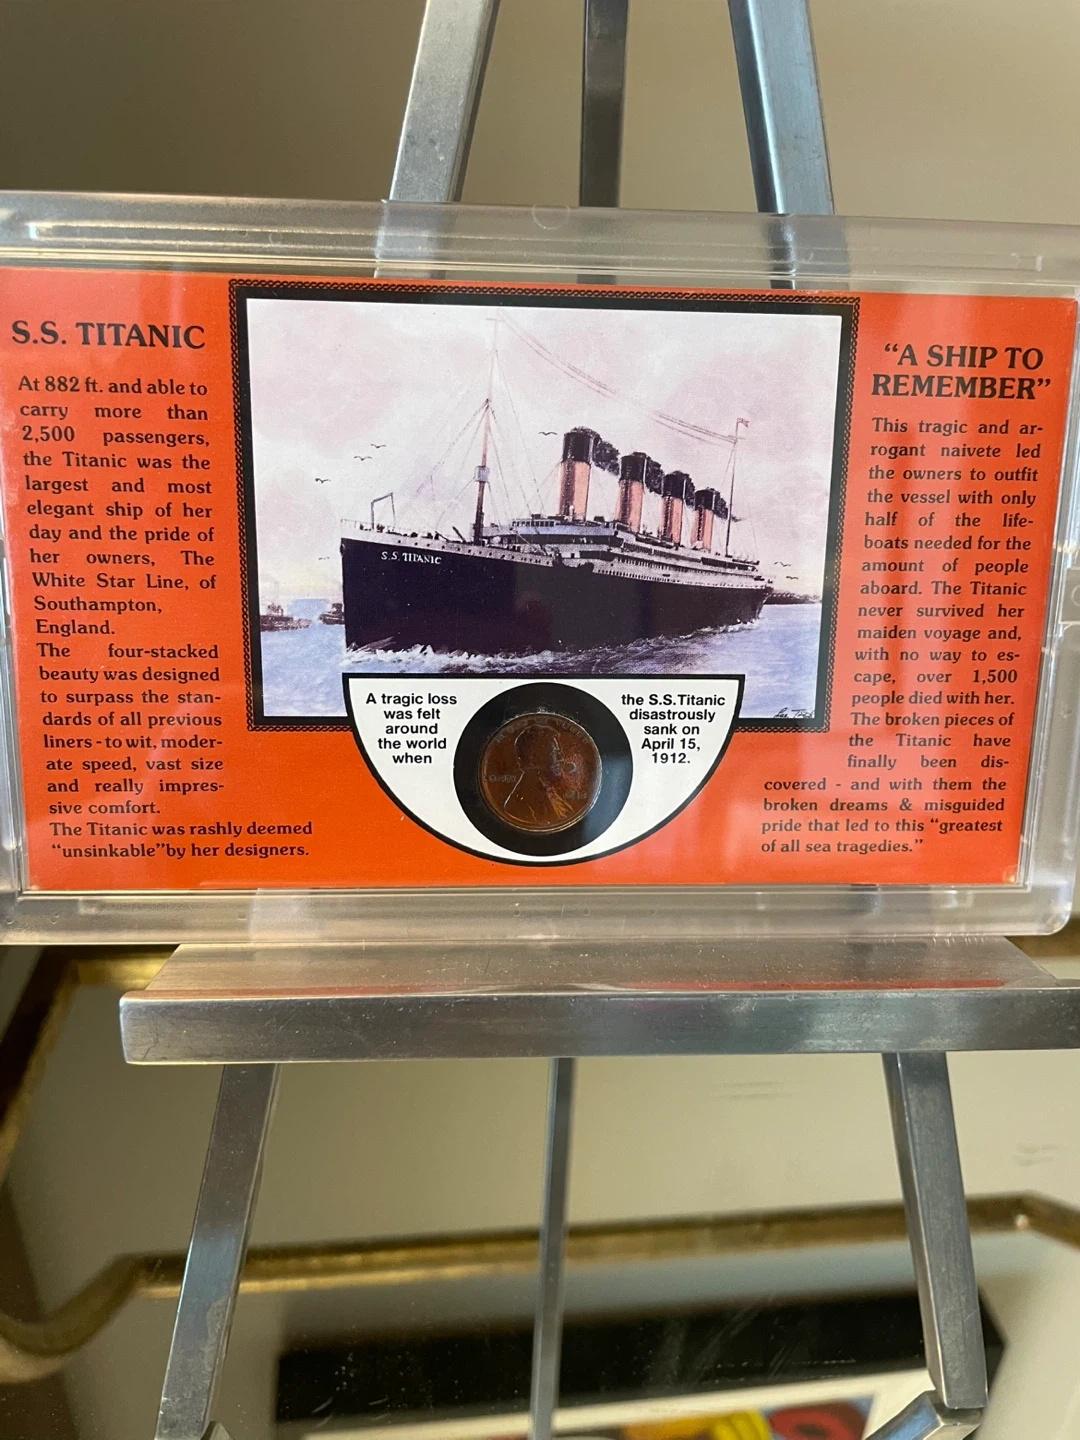 S.S. TITANIC
At 882 ft. and able to
carry more than
2,500 passengers,
the Titanic was the
largest and most
elegant ship of her
day and the pride of
her owners, The
White Star Line, of
Southampton,
England.
The four-stacked
beauty was designed
to surpass the stan-
dards of all previous
liners - to wit, moder-
ate speed, vast size
and really impres-
sive comfort.
The Titanic was rashly deemed
"unsinkable"by her designers.
S.S. TITANIC
A tragic loss
was felt
around
the world
when
the S.S.Titanic
disastrously
sank on
April 15,
1912.
LIBERTY
"A SHIP TO
REMEMBER"
This tragic and ar-
rogant naivete led
the owners to outfit
the vessel with only
half of the life-
boats needed for the
amount of people
aboard. The Titanic
never survived her
maiden voyage and,
with no way to es-
cape, over 1,500
people died with her.
The broken pieces of
the Titanic have
finally been dis-
covered - and with them the
broken dreams & misguided
pride that led to this "greatest
of all sea tragedies."